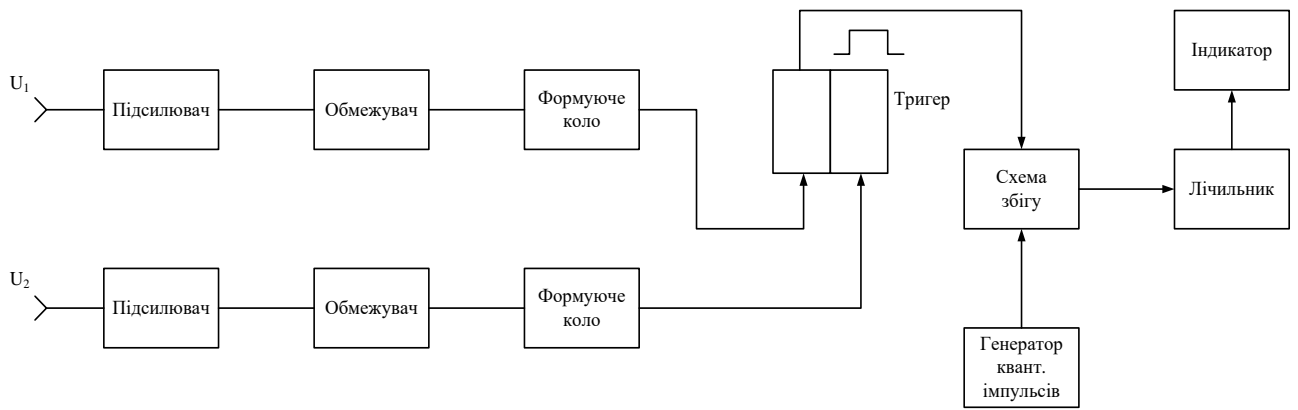 U₁
Підсилювач
Обмежувач
Формуюче
коло
Тригер
Індикатор
Схема
збігу
Лічильник
U₂
Підсилювач
Обмежувач
Формуюче
коло
Генератор
квант.
імпульсів